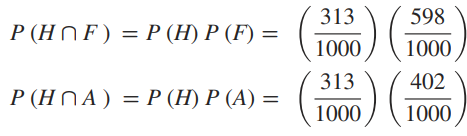 P (H ∩ F) = P (H) P (F) = (313/1000) (598/1000)
P (H ∩ A) = P (H) P (A) = (313/1000) (402/1000)